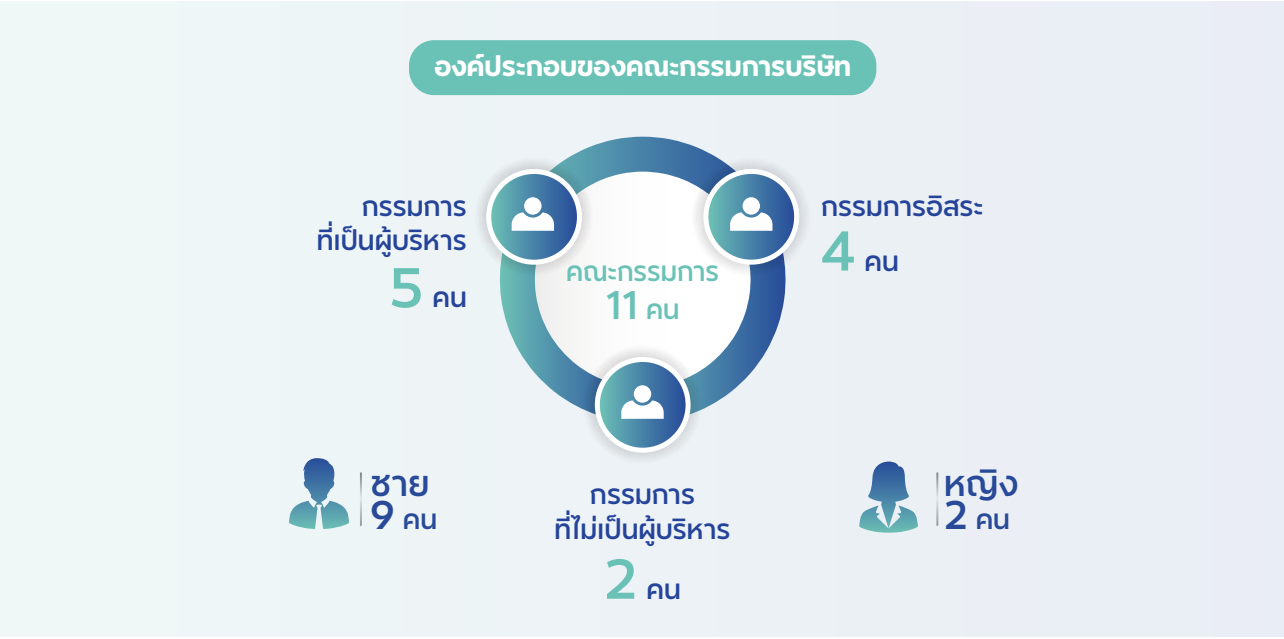 องค์ประกอบของคณะกรรมการบริษัท
กรรมการ
ที่เป็นผู้บริหาร
5 คน
กรรมการอิสระ
4 คน
คณะกรรมการ
11 คน
ชาย
9 คน
กรรมการ
ที่ไม่เป็นผู้บริหาร
2 คน
หญิง
2 คน